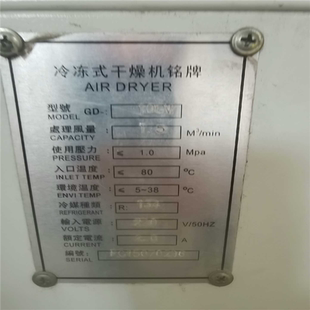 冷冻式干燥机铭牌
AIR DRYER
型號 GD-
MODEL
處理風量 M³/min
CAPACITY
使用壓力 ≤ 1.0 Mpa
PRESSURE
入口溫度 ≤ 80 ℃
INLET TEMP
環境溫度 ≤ 5~38 ℃
ENVI TEMP
冷媒種類 R
REFRIGERANT
輸入電源 V/50HZ
VOLTS
額定電流 A
CURRENT
編號:
SERIAL